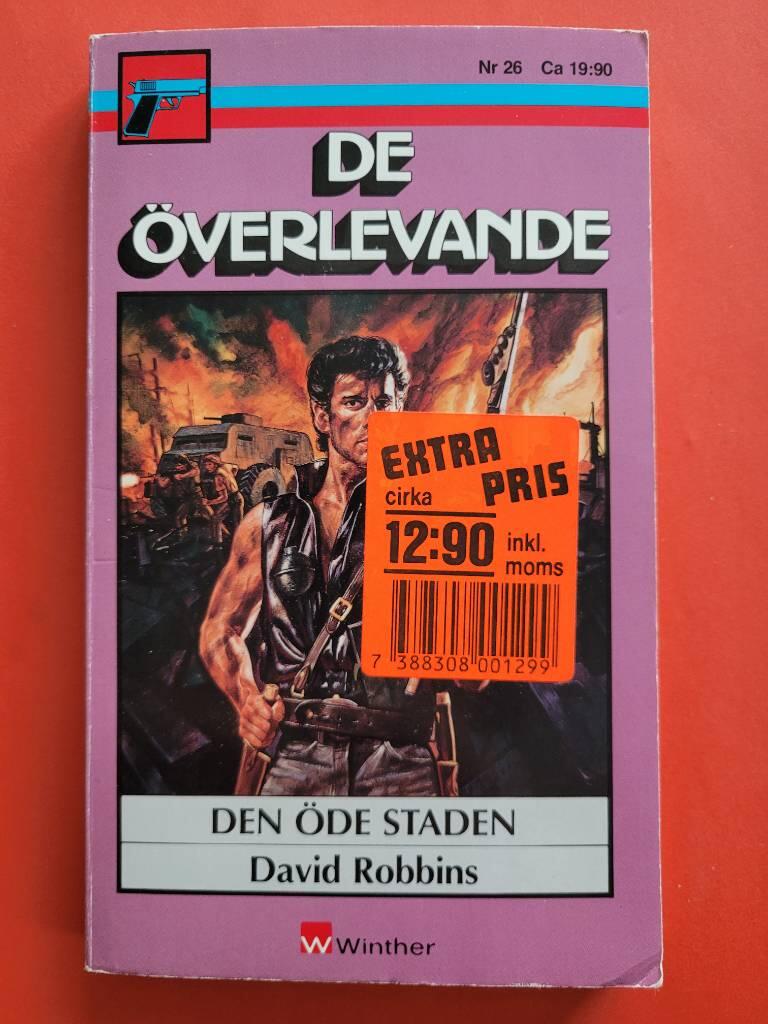 Nr 26 Ca 19:90
DE
ÖVERLEVANDE
EXTRA
PRIS
cirka
12:90 inkl.
moms
7 388308 001299
DEN ÖDE STADEN
David Robbins
W Winther